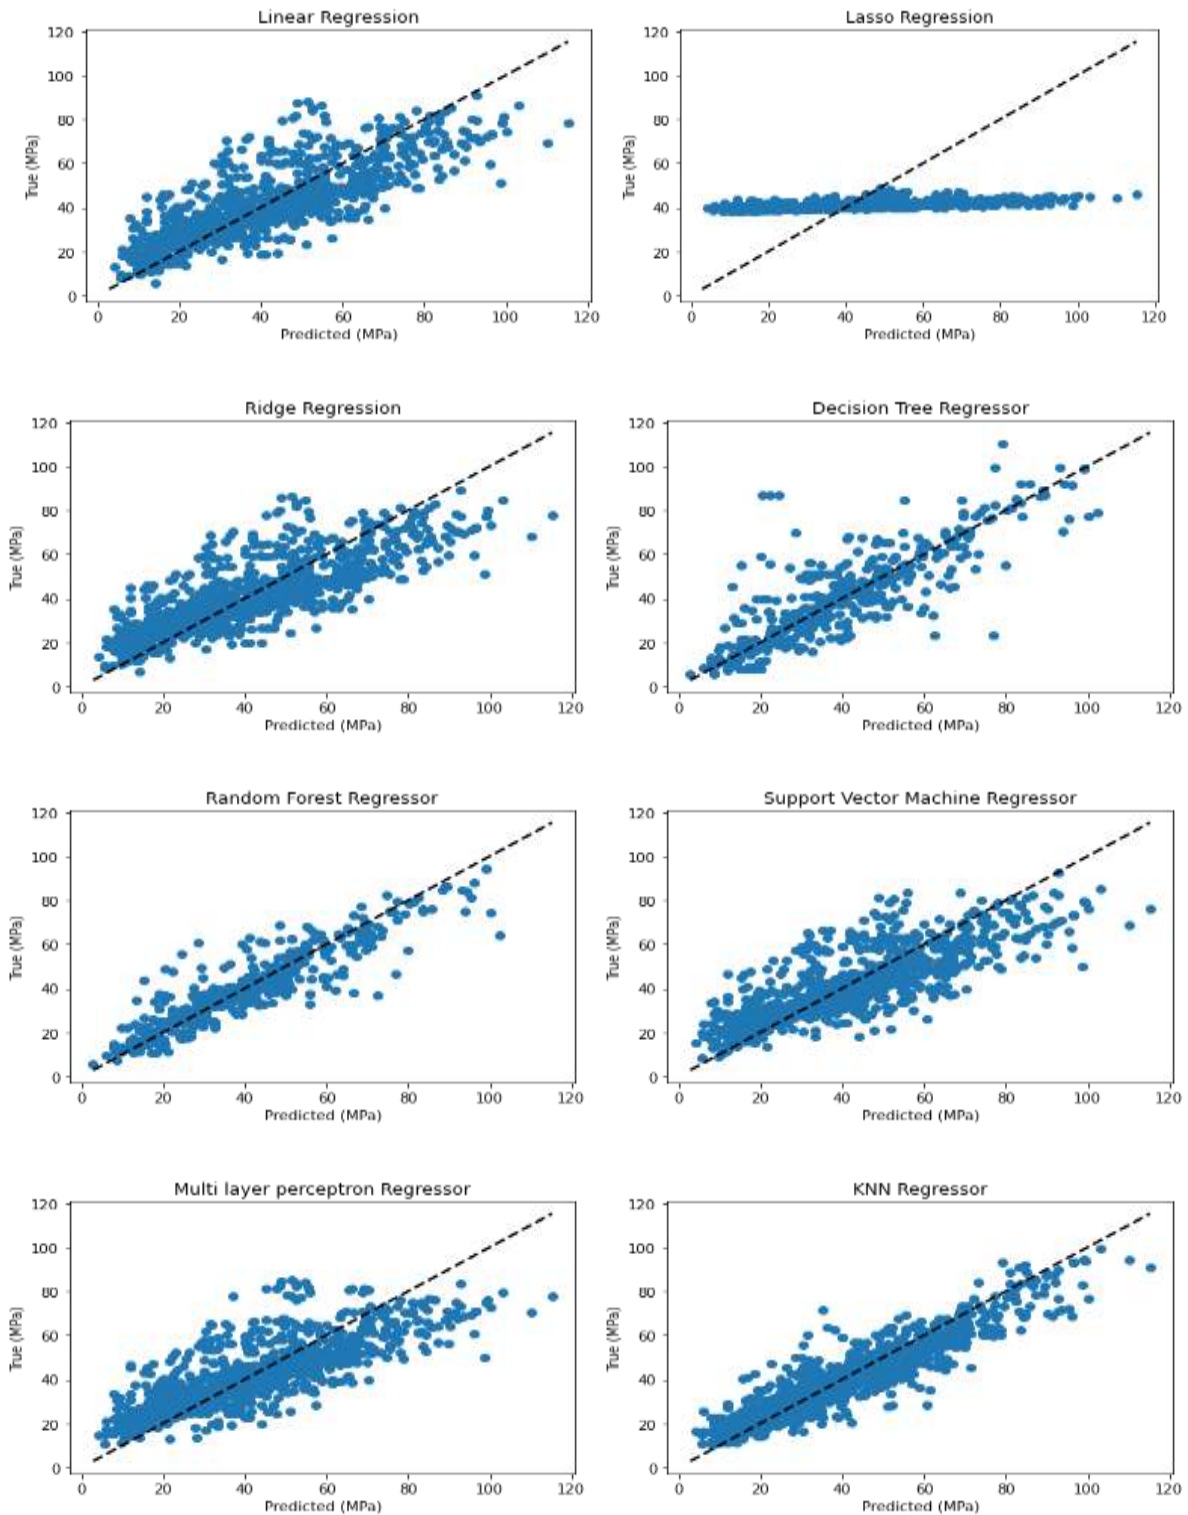 Linear Regression
120
100
80
60
40
20
0
True (MPa)
0 20 40 60 80 100 120
Predicted (MPa)
Lasso Regression
120
100
80
60
40
20
0
True (MPa)
0 20 40 60 80 100 120
Predicted (MPa)
Ridge Regression
120
100
80
60
40
20
0
True (MPa)
0 20 40 60 80 100 120
Predicted (MPa)
Decision Tree Regressor
120
100
80
60
40
20
0
True (MPa)
0 20 40 60 80 100 120
Predicted (MPa)
Random Forest Regressor
120
100
80
60
40
20
0
True (MPa)
0 20 40 60 80 100 120
Predicted (MPa)
Support Vector Machine Regressor
120
100
80
60
40
20
0
True (MPa)
0 20 40 60 80 100 120
Predicted (MPa)
Multi layer perceptron Regressor
120
100
80
60
40
20
0
True (MPa)
0 20 40 60 80 100 120
Predicted (MPa)
KNN Regressor
120
100
80
60
40
20
0
True (MPa)
0 20 40 60 80 100 120
Predicted (MPa)